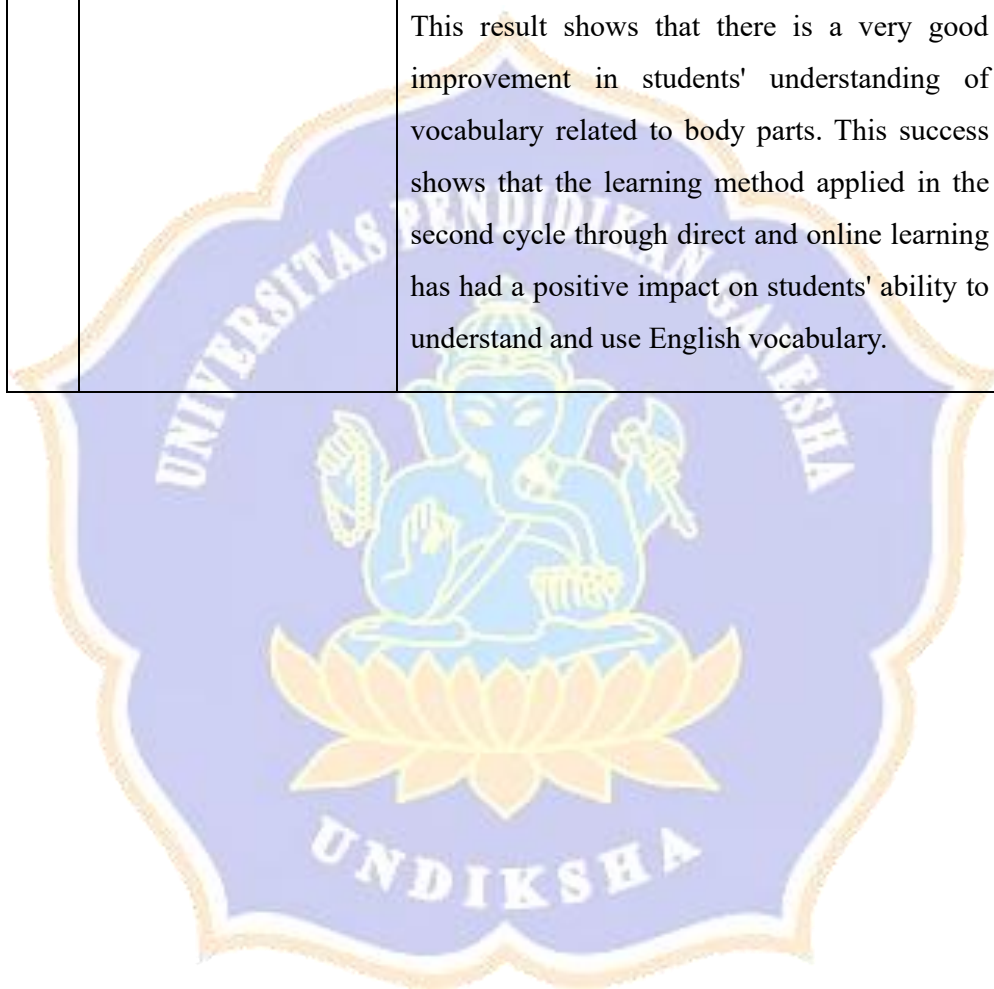 This result shows that there is a very good
improvement in students' understanding of
vocabulary related to body parts. This success
shows that the learning method applied in the
second cycle through direct and online learning
has had a positive impact on students' ability to
understand and use English vocabulary.
UNIVERSITAS PENDIDIKAN GANESHA
UNDIKSHA